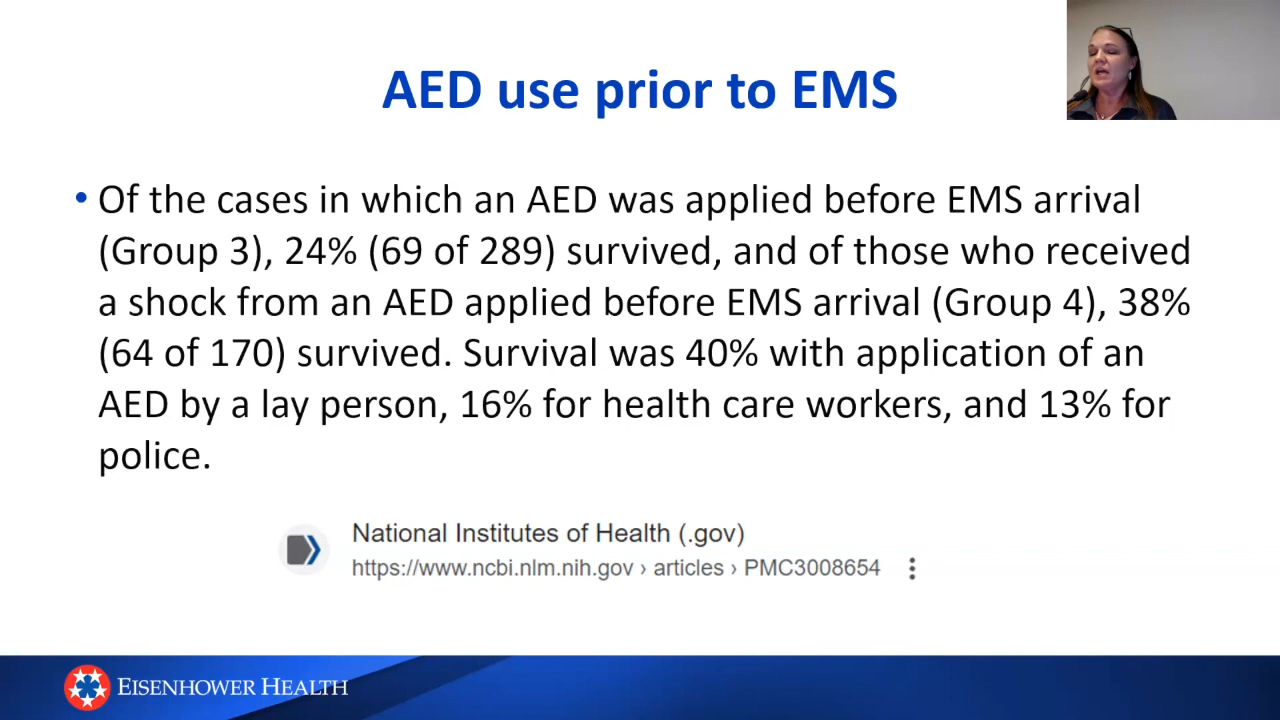 AED use prior to EMS
• Of the cases in which an AED was applied before EMS arrival
(Group 3), 24% (69 of 289) survived, and of those who received
a shock from an AED applied before EMS arrival (Group 4), 38%
(64 of 170) survived. Survival was 40% with application of an
AED by a lay person, 16% for health care workers, and 13% for
police.
National Institutes of Health (.gov)
https://www.ncbi.nlm.nih.gov › articles › PMC3008654
EISENHOWER HEALTH